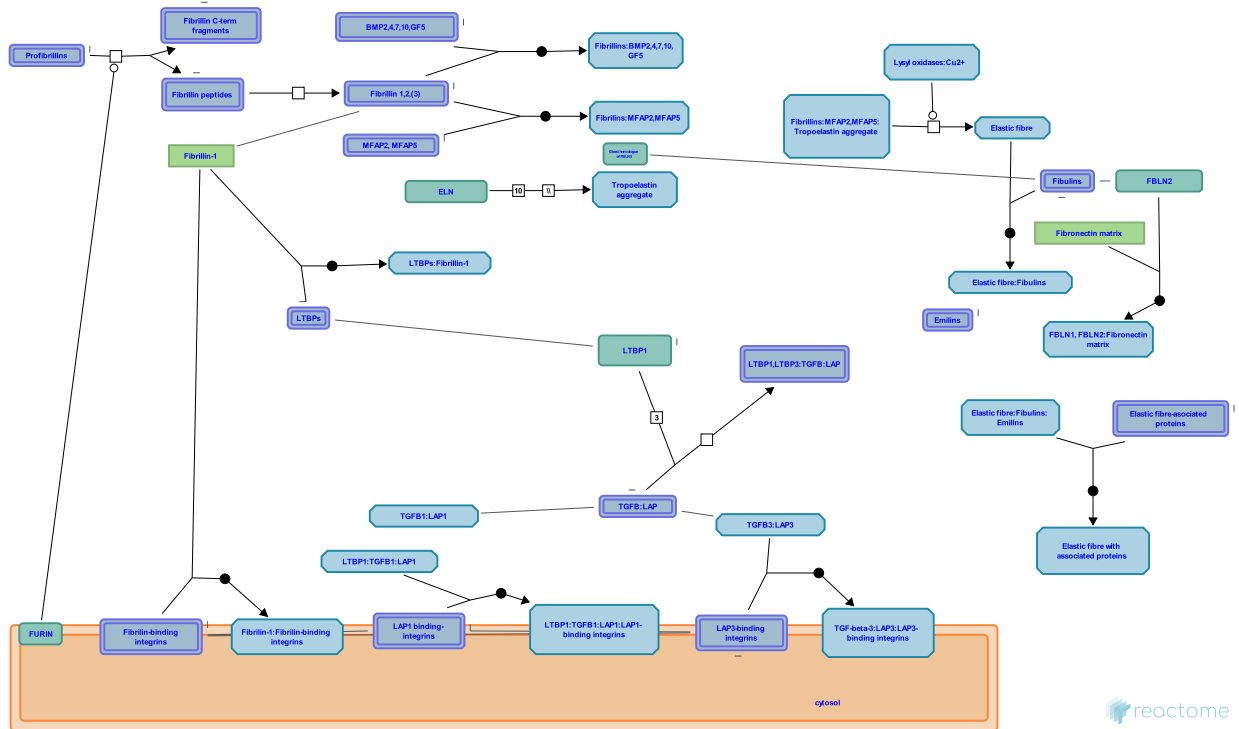 Fibrillin C-term
fragments
BMP2,4,7,10,GF5
Profibrillins
Fibrillins:BMP2,4,7,10,
GF5
Lysyl oxidases:Cu2+
Fibrillin peptides
Fibrillin 1,2,(3)
Fibrilins:MFAP2,MFAP5
Fibrillins:MFAP2,MFAP5:
Tropoelastin aggregate
Elastic fibre
MFAP2, MFAP5
Fibrillin-1
ELN
10
\\
Tropoelastin
aggregate
Fibulins
FBLN2
Fibronectin matrix
LTBPs:Fibrillin-1
Elastic fibre:Fibulins
LTBPs
Emilins
FBLN1, FBLN2:Fibronectin
matrix
LTBP1
LTBP1,LTBP3:TGFB:LAP
3
Elastic fibre:Fibulins:
Emilins
Elastic fibre-asociated
proteins
TGFB:LAP
TGFB1:LAP1
TGFB3:LAP3
Elastic fibre with
associated proteins
LTBP1:TGFB1:LAP1
FURIN
Fibrilin-binding
integrins
Fibrilin-1:Fibrilin-binding
integrins
LAP1 binding-
integrins
LTBP1:TGFB1:LAP1:LAP1-
binding integrins
LAP3-binding
integrins
TGF-beta-3:LAP3:LAP3-
binding integrins
cytosol
reactome